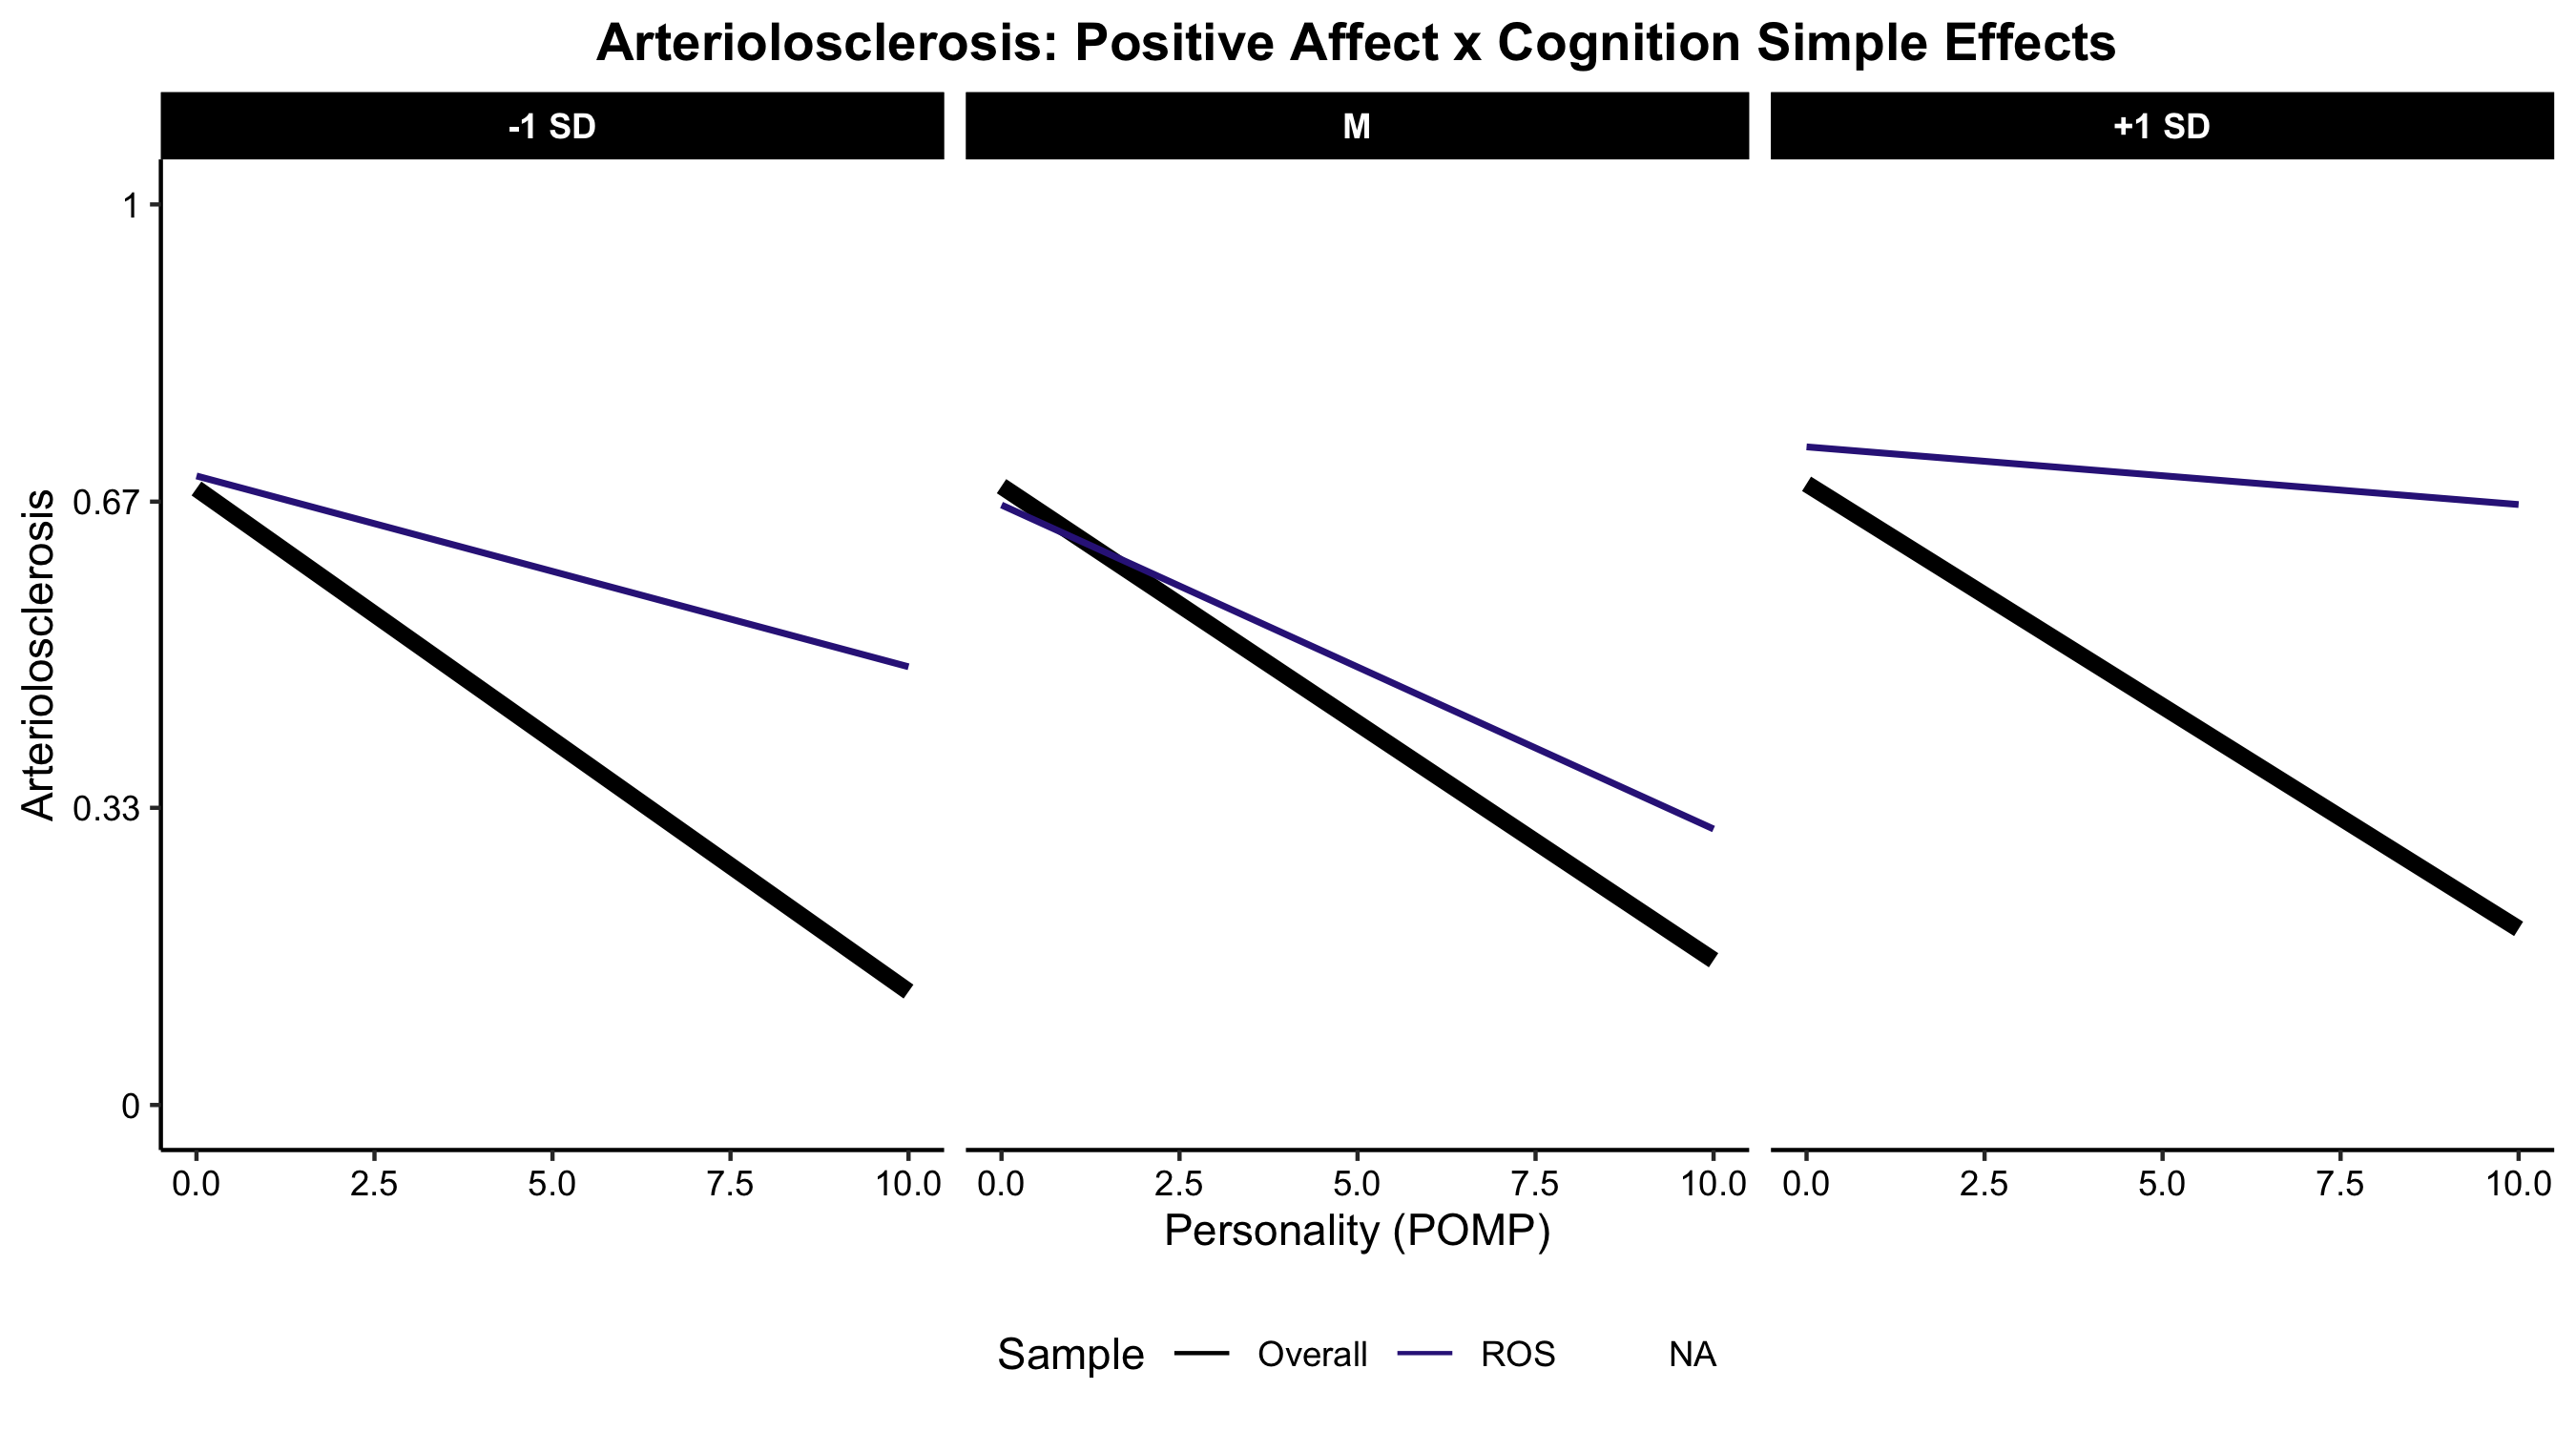 Arteriolosclerosis: Positive Affect x Cognition Simple Effects
-1 SD M +1 SD
Arteriolosclerosis
1
0.67
0.33
0
0.0 2.5 5.0 7.5 10.0 0.0 2.5 5.0 7.5 10.0 0.0 2.5 5.0 7.5 10.0
Personality (POMP)
Sample Overall ROS NA